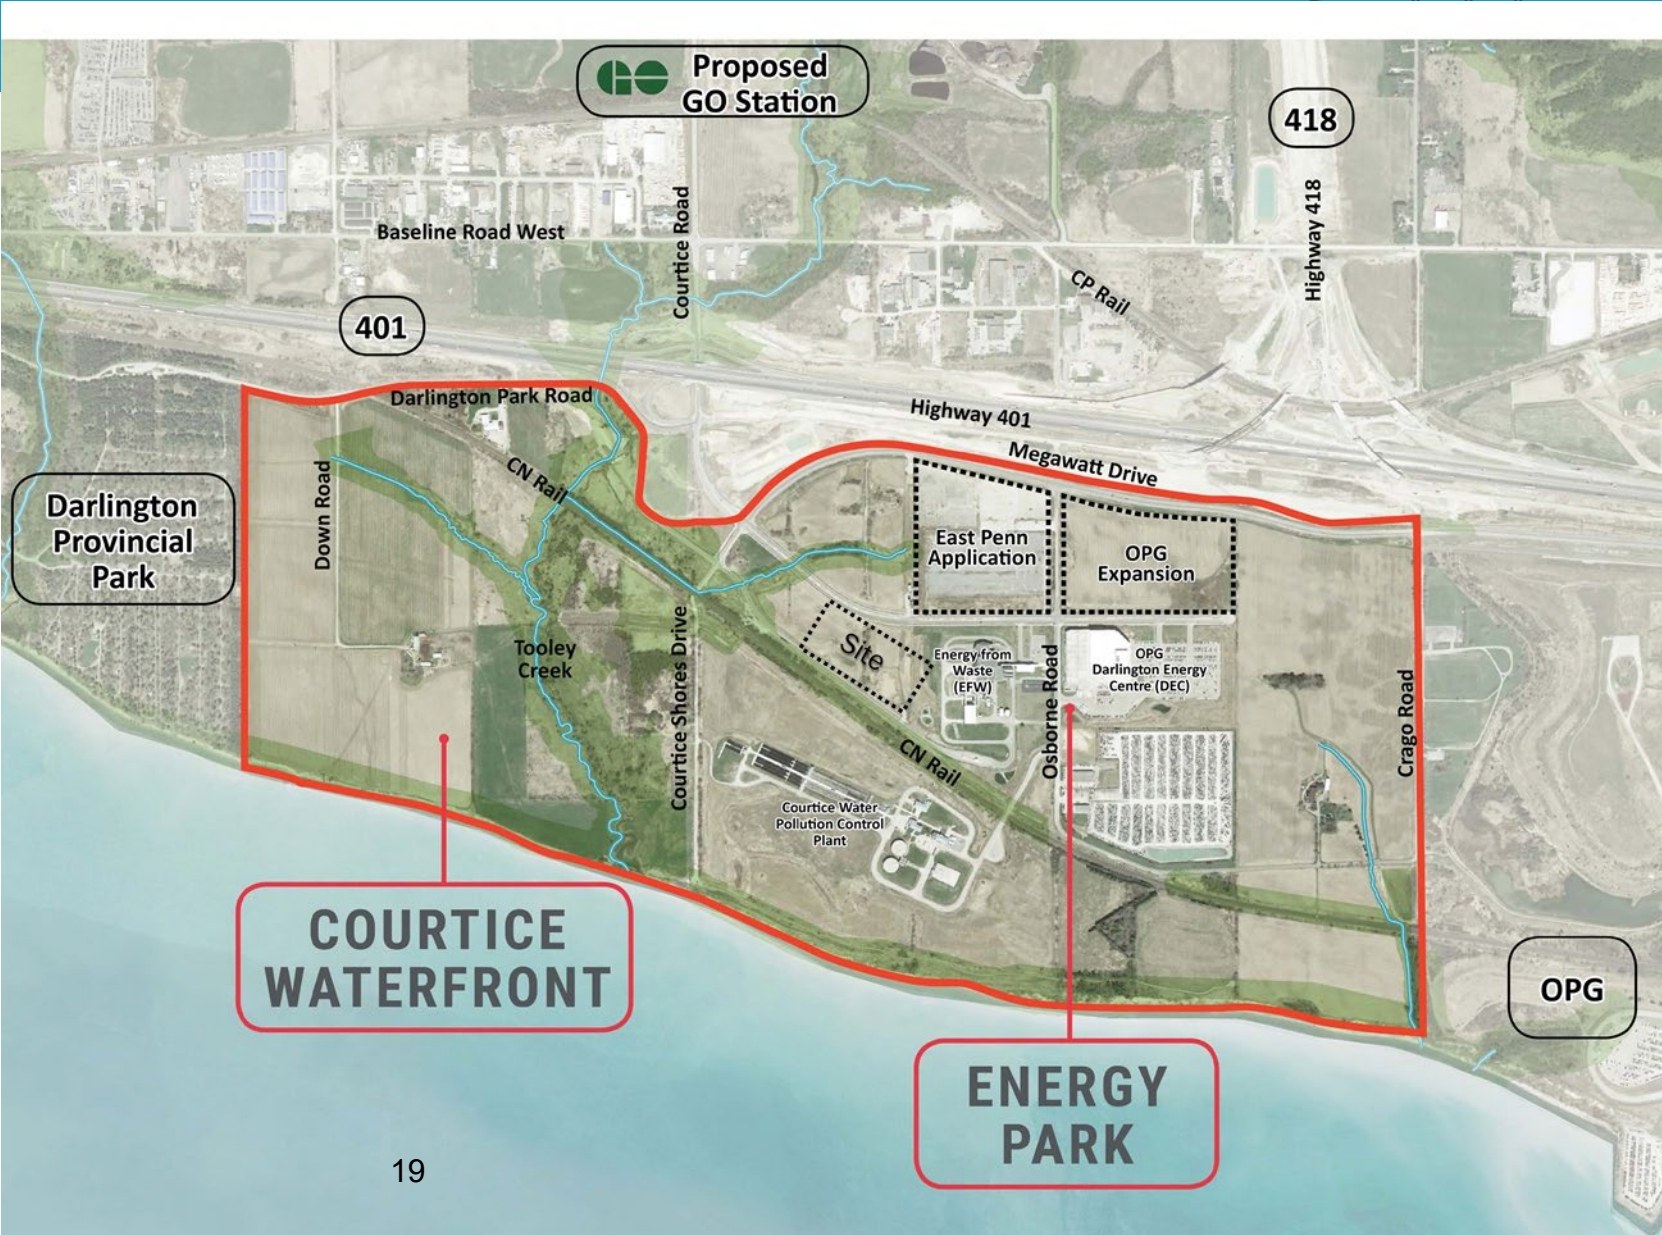 GO
Proposed
GO Station
418
Courtice Road
Highway 418
Baseline Road West
CP Rail
401
Darlington Park Road
Highway 401
Megawatt Drive
CN Rail
Down Road
Darlington
Provincial
Park
East Penn
Application
OPG
Expansion
Site
Tooley
Creek
Courtice Shores Drive
Energy from
Waste
(EFW)
Osborne Road
OPG
Darlington Energy
Centre (DEC)
Crago Road
CN Rail
Courtice Water
Pollution Control
Plant
COURTICE
WATERFRONT
OPG
ENERGY
PARK
19